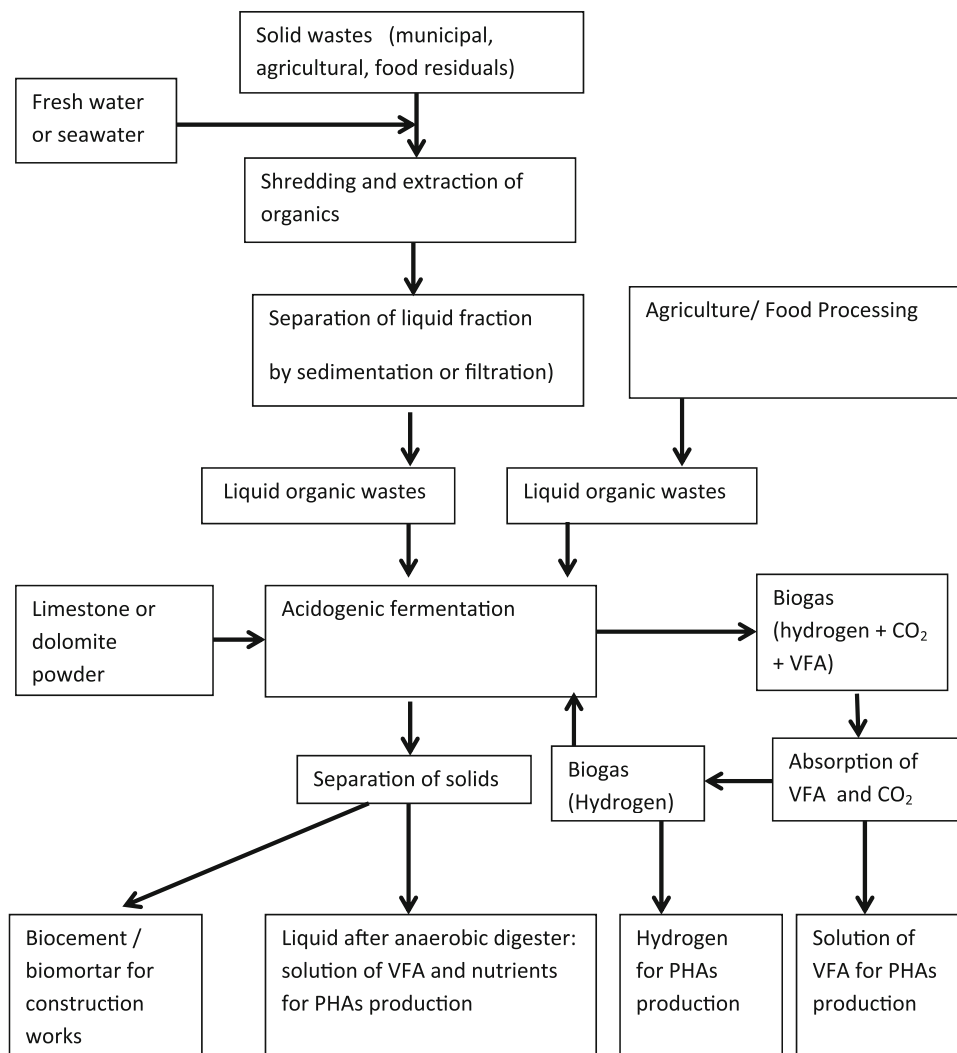 Solid wastes (municipal,
agricultural, food residuals)
Fresh water
or seawater
Shredding and extraction of
organics
Separation of liquid fraction
by sedimentation or filtration)
Agriculture/ Food Processing
Liquid organic wastes
Liquid organic wastes
Limestone or
dolomite
powder
Acidogenic fermentation
Biogas
(hydrogen + CO₂
+ VFA)
Separation of solids
Biogas
(Hydrogen)
Absorption of
VFA and CO₂
Biocement /
biomortar for
construction
works
Liquid after anaerobic digester:
solution of VFA and nutrients
for PHAs production
Hydrogen
for PHAs
production
Solution of
VFA for PHAs
production